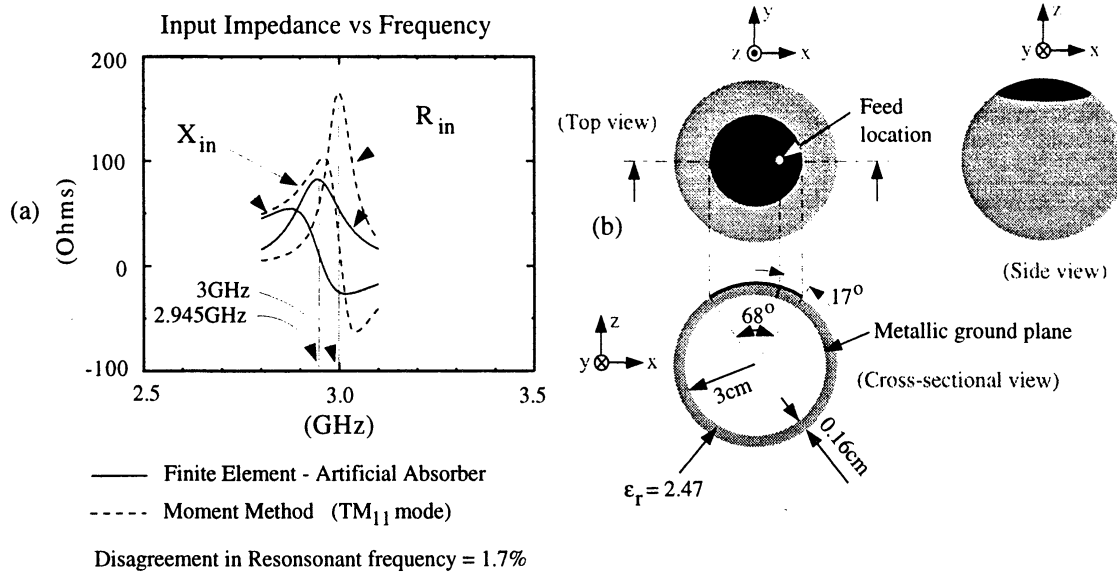 Input Impedance vs Frequency
(a)
(Ohms)
200
100
0
-100
X in
R in
3GHz
2.945GHz
2.5
3.0
3.5
(GHz)
Finite Element - Artificial Absorber
Moment Method (TM11 mode)
Disagreement in Resonsonant frequency = 1.7%
(b)
y
z
x
z
y
x
(Top view)
Feed
location
(Side view)
z
y
x
68°
17°
Metallic ground plane
(Cross-sectional view)
3cm
0.16cm
εr = 2.47